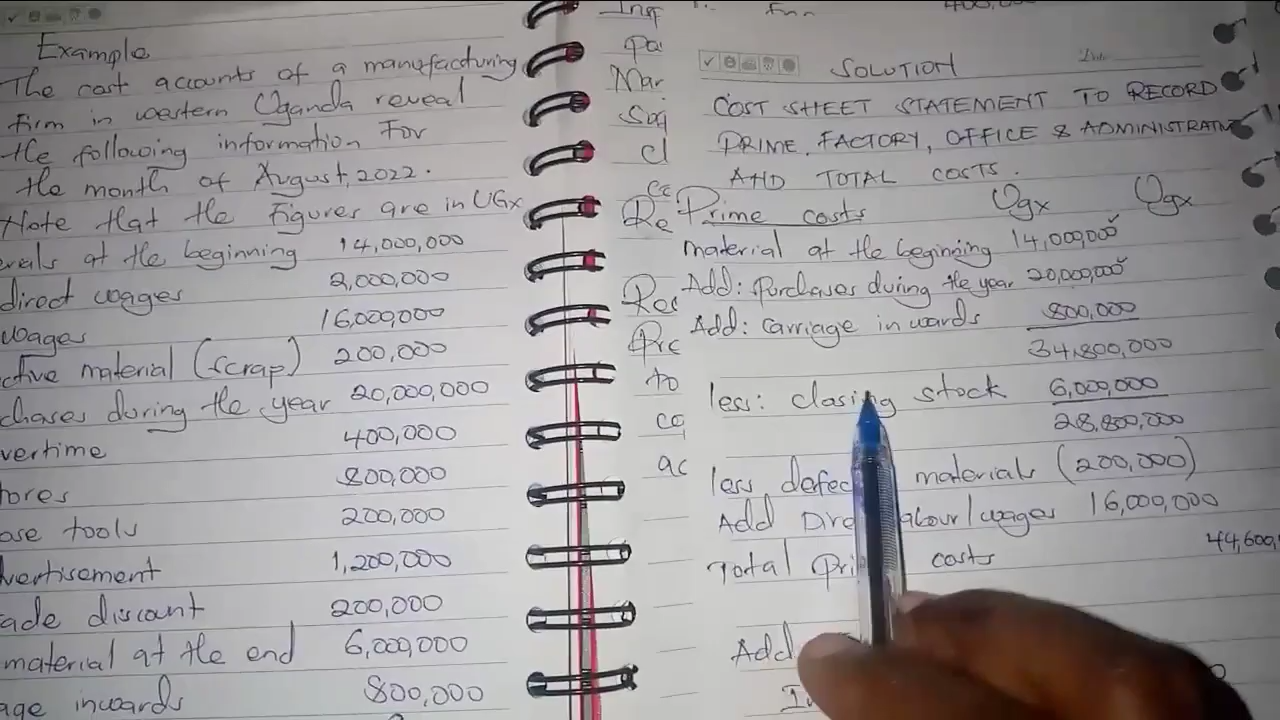 Example
The cost accounts of a manufacturing
firm in western Uganda reveal
the following information For
the month of August, 2022.
Note that the Figures are in UGx
erials at the beginning 14,000,000
direct wages 2,000,000
wages 16,000,000
ctive material (scrap) 200,000
chases during the year 20,000,000
vertime 400,000
tores 800,000
ose tools 200,000
vertisement 1,200,000
ade discount 200,000
material at the end 6,000,000
age inwards 800,000
pa
Mar
Re
Rec
to
ac
SOLUTION
COST SHEET STATEMENT TO RECORD
PRIME, FACTORY, OFFICE & ADMINISTRATIV
AND TOTAL COSTS.
Ugx Ugx
Prime costs
material at the beginning 14,000,000
Add: Purchases during the year 20,000,000
Add: Carriage inwards 800,000
34,800,000
less: closing stock 6,000,000
28,800,000
less defec materials (200,000)
Add Dire labour/wages 16,000,000
Total pri costs 44,600,
Add